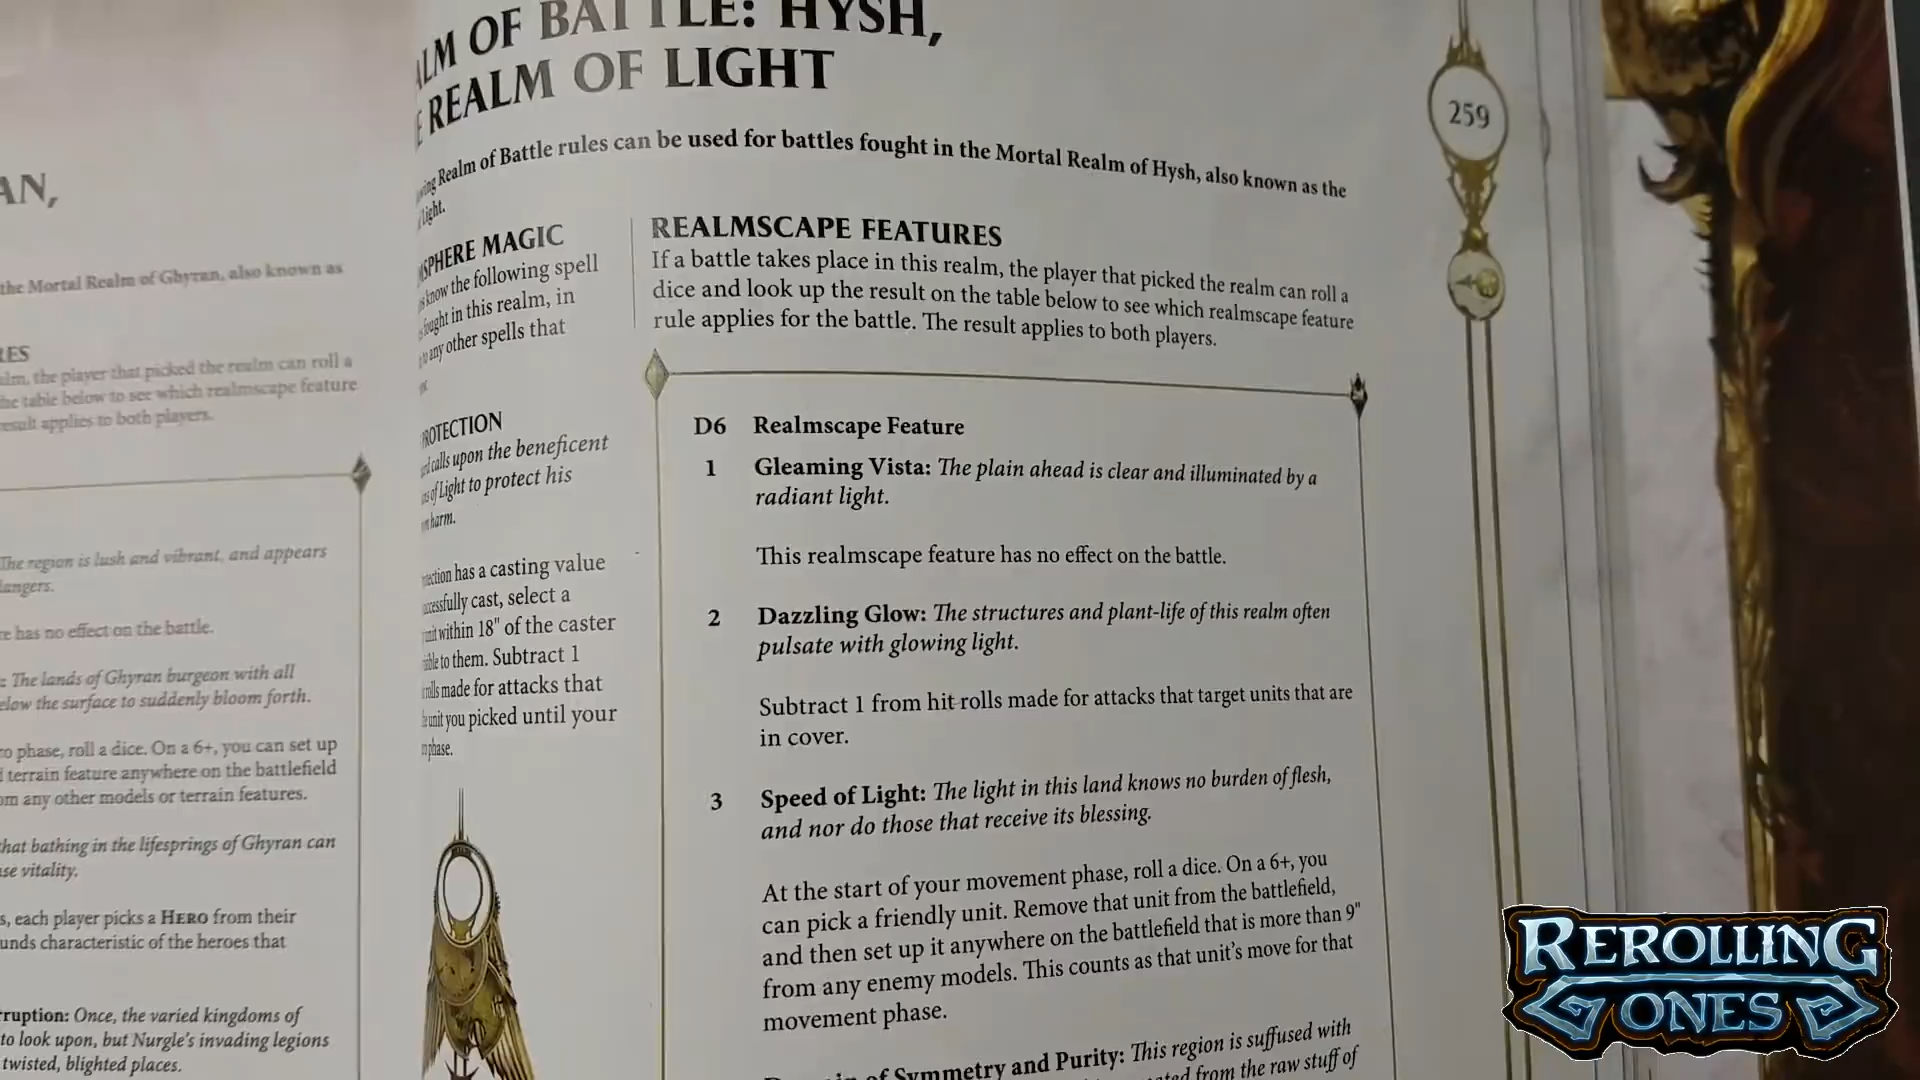 AN,
the Mortal Realm of Ghyran, also known as
the player that picked the realm can roll a
the table below to see which realmscape feature
result applies to both players.
The region is lush and vibrant, and appears
has no effect on the battle.
The lands of Ghyran burgeon with all
below the surface to suddenly bloom forth.
phase, roll a dice. On a 6+, you can set up
terrain feature anywhere on the battlefield
from any other models or terrain features.
that bathing in the lifesprings of Ghyran can
vitality.
each player picks a HERO from their
characteristic of the heroes that
Once, the varied kingdoms of
to look upon, but Nurgle's invading legions
twisted, blighted places.
OF BATTLE: HYSH,
REALM OF LIGHT
Realm of Battle rules can be used for battles fought in the Mortal Realm of Hysh, also known as the
Light.
MAGIC
know the following spell
fought in this realm, in
any other spells that
PROTECTION
calls upon the beneficent
of Light to protect his
harm.
has a casting value
successfully cast, select a
unit within 18" of the caster
to them. Subtract 1
rolls made for attacks that
unit you picked until your
phase.
REALMSCAPE FEATURES
If a battle takes place in this realm, the player that picked the realm can roll a
dice and look up the result on the table below to see which realmscape feature
rule applies for the battle. The result applies to both players.
D6 Realmscape Feature
1 Gleaming Vista: The plain ahead is clear and illuminated by a
radiant light.
This realmscape feature has no effect on the battle.
2 Dazzling Glow: The structures and plant-life of this realm often
pulsate with glowing light.
Subtract 1 from hit rolls made for attacks that target units that are
in cover.
3 Speed of Light: The light in this land knows no burden of flesh,
and nor do those that receive its blessing.
At the start of your movement phase, roll a dice. On a 6+, you
can pick a friendly unit. Remove that unit from the battlefield,
and then set up it anywhere on the battlefield that is more than 9"
from any enemy models. This counts as that unit's move for that
movement phase.
of Symmetry and Purity: This region is suffused with
from the raw stuff of
259
REROLLING
ONES